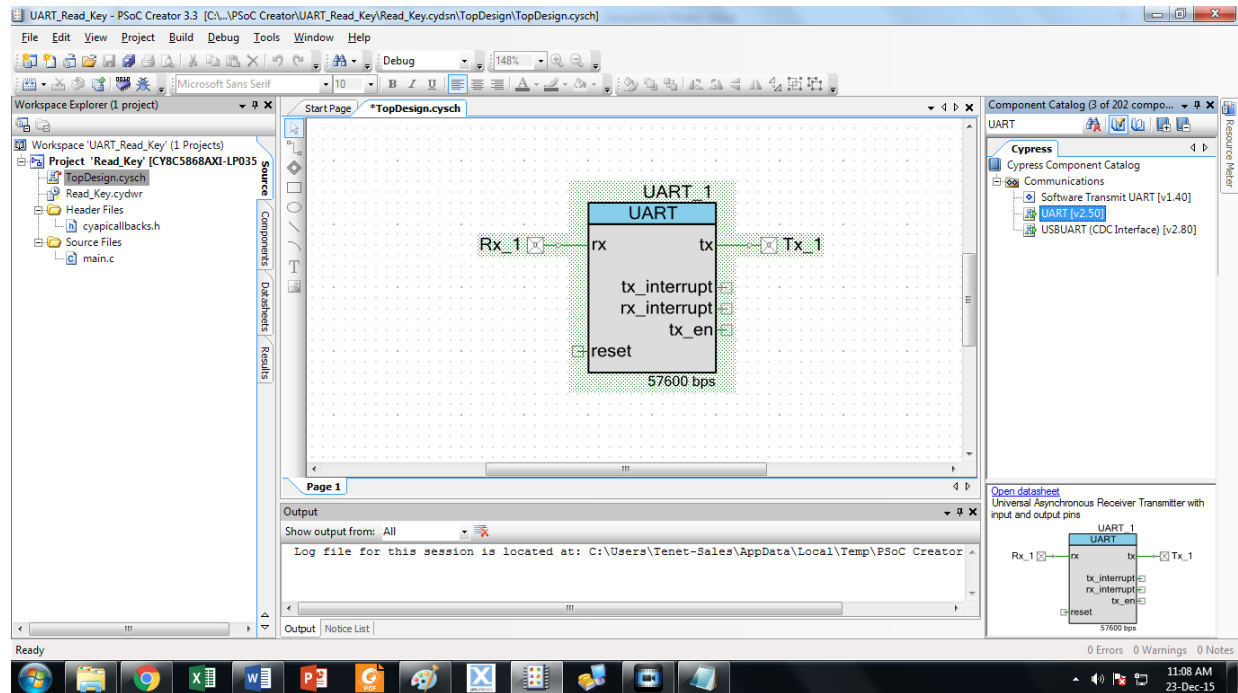 UART_Read_Key - PSoC Creator 3.3 [C:\...\PSoC Creator\UART_Read_Key\Read_Key.cydsn\TopDesign\TopDesign.cysch]
File Edit View Project Build Debug Tools Window Help
Debug 148%
Microsoft Sans Serif 10 B I U
Workspace Explorer (1 project)
Workspace 'UART_Read_Key' (1 Projects)
Project 'Read_Key' [CY8C5868AXI-LP035
TopDesign.cysch
Read_Key.cydwr
Header Files
cyapicallbacks.h
Source Files
main.c
Source
Components
Datasheets
Results
Start Page *TopDesign.cysch
UART_1
UART
Rx_1 rx tx Tx_1
tx_interrupt
rx_interrupt
tx_en
reset
57600 bps
Page 1
Output
Show output from: All
Log file for this session is located at: C:\Users\Tenet-Sales\AppData\Local\Temp\PSoC Creator
Output Notice List
Component Catalog (3 of 202 compo...
UART
Cypress
Cypress Component Catalog
Communications
Software Transmit UART [v1.40]
UART [v2.50]
USBUART (CDC Interface) [v2.80]
Resource Meter
Open datasheet
Universal Asynchronous Receiver Transmitter with
input and output pins
UART_1
UART
Rx_1 rx tx Tx_1
tx_interrupt
rx_interrupt
tx_en
reset
57600 bps
Ready
0 Errors 0 Warnings 0 Notes
11:08 AM
23-Dec-15